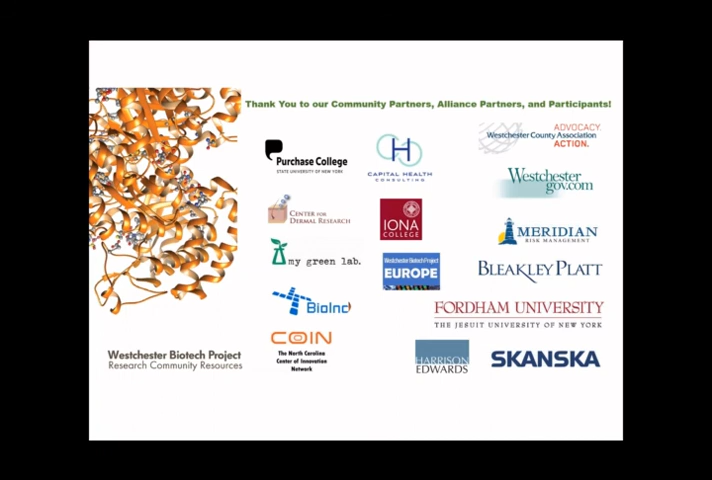 Thank You to our Community Partners, Alliance Partners, and Participants!
Purchase College
STATE UNIVERSITY OF NEW YORK
CH
CAPITAL HEALTH
CONSULTING
ADVOCACY.
Westchester County Association
ACTION.
Westchester
gov.com
CENTER FOR
DERMAL RESEARCH
IONA
COLLEGE
MERIDIAN
RISK MANAGEMENT
my green lab.
Westchester Biotech Project
EUROPE
BLEAKLEY PLATT
BioInc
FORDHAM UNIVERSITY
THE JESUIT UNIVERSITY OF NEW YORK
COIN
The North Carolina
Center of Innovation
Network
HARRISON
EDWARDS
SKANSKA
Westchester Biotech Project
Research Community Resources